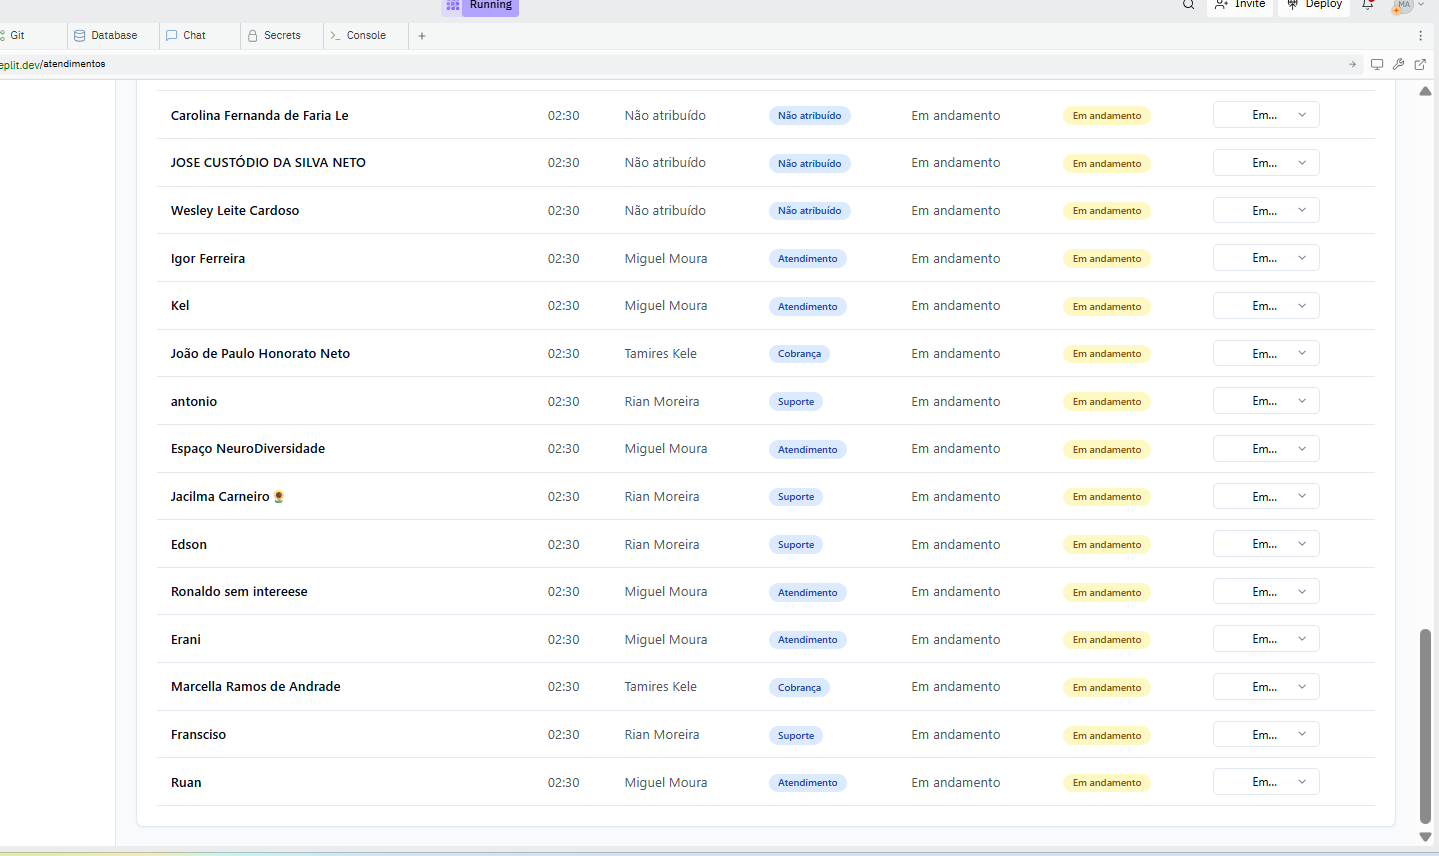 Running
Invite
Deploy
MA
Git
Database
Chat
Secrets
Console
eplit.dev/atendimentos
Carolina Fernanda de Faria Le 02:30 Não atribuído Não atribuído Em andamento Em andamento Em...
JOSE CUSTÓDIO DA SILVA NETO 02:30 Não atribuído Não atribuído Em andamento Em andamento Em...
Wesley Leite Cardoso 02:30 Não atribuído Não atribuído Em andamento Em andamento Em...
Igor Ferreira 02:30 Miguel Moura Atendimento Em andamento Em andamento Em...
Kel 02:30 Miguel Moura Atendimento Em andamento Em andamento Em...
João de Paulo Honorato Neto 02:30 Tamires Kele Cobrança Em andamento Em andamento Em...
antonio 02:30 Rian Moreira Suporte Em andamento Em andamento Em...
Espaço NeuroDiversidade 02:30 Miguel Moura Atendimento Em andamento Em andamento Em...
Jacilma Carneiro🌻 02:30 Rian Moreira Suporte Em andamento Em andamento Em...
Edson 02:30 Rian Moreira Suporte Em andamento Em andamento Em...
Ronaldo sem intereese 02:30 Miguel Moura Atendimento Em andamento Em andamento Em...
Erani 02:30 Miguel Moura Atendimento Em andamento Em andamento Em...
Marcella Ramos de Andrade 02:30 Tamires Kele Cobrança Em andamento Em andamento Em...
Fransciso 02:30 Rian Moreira Suporte Em andamento Em andamento Em...
Ruan 02:30 Miguel Moura Atendimento Em andamento Em andamento Em...